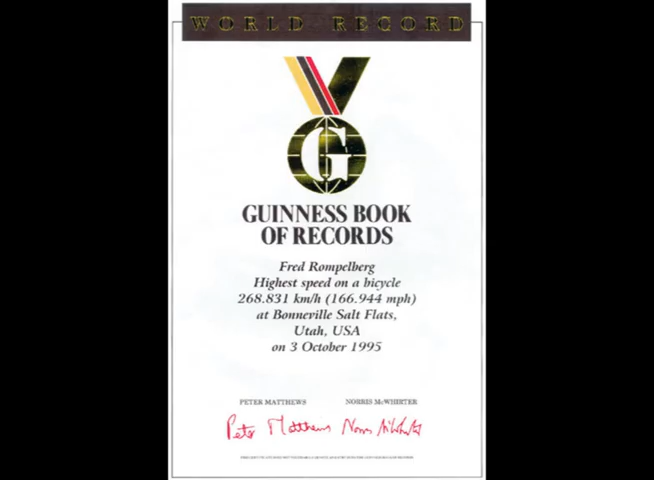 WORLD RECORD
G
GUINNESS BOOK
OF RECORDS
Fred Rompelberg
Highest speed on a bicycle
268.831 km/h (166.944 mph)
at Bonneville Salt Flats,
Utah, USA
on 3 October 1995
PETER MATTHEWS NORRIS McWHIRTER
Peter Matthews Norris McWhirter